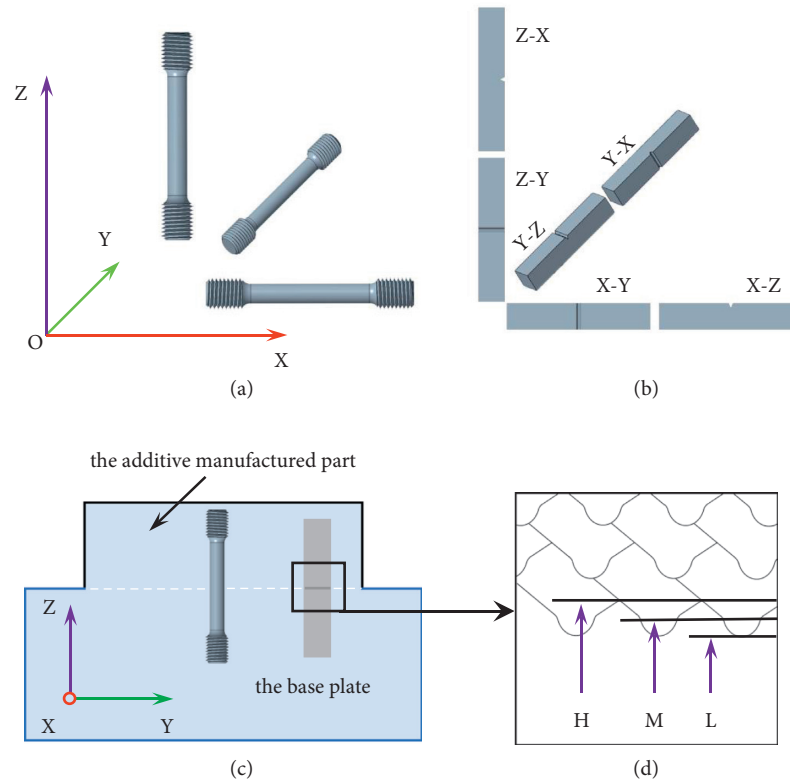 Z
Y
O
X
(a)
Z-X
Z-Y
Y-X
Y-Z
X-Y
X-Z
(b)
the additive manufactured part
Z
X
Y
the base plate
(c)
H
M
L
(d)